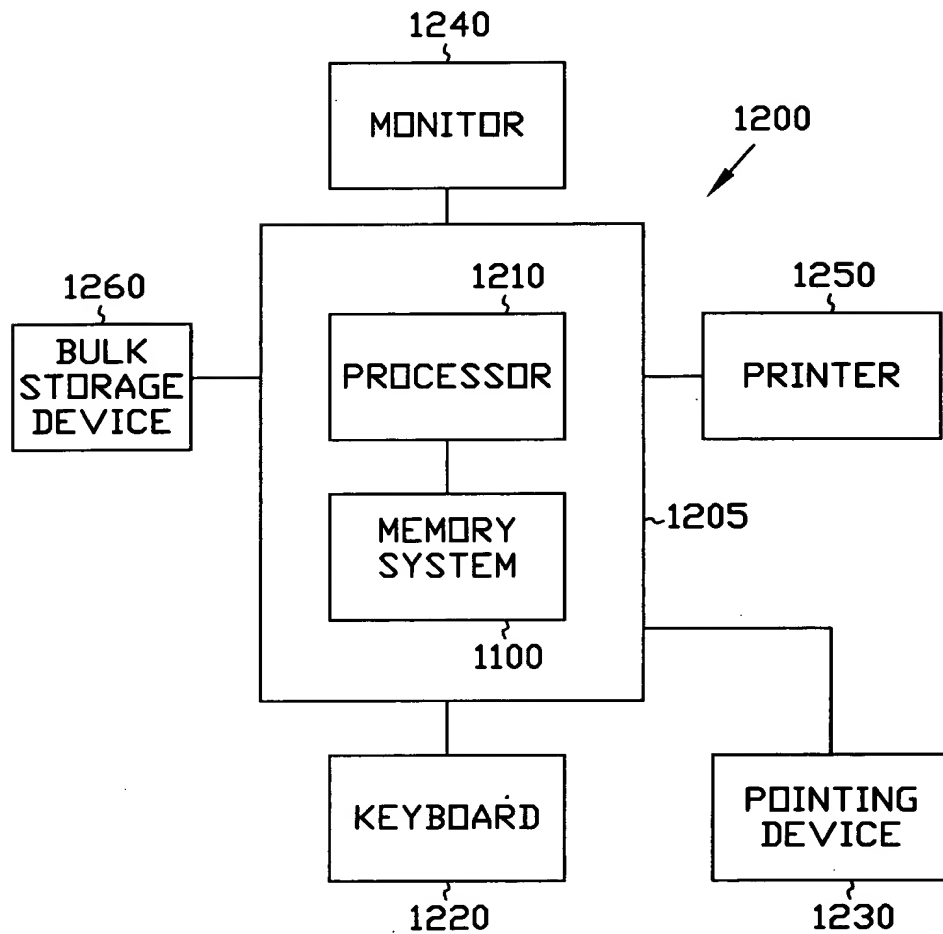 1240
MONITOR
1200
1260
BULK
STORAGE
DEVICE
1210
PROCESSOR
1250
PRINTER
MEMORY
SYSTEM
1205
1100
KEYBOARD
1220
POINTING
DEVICE
1230